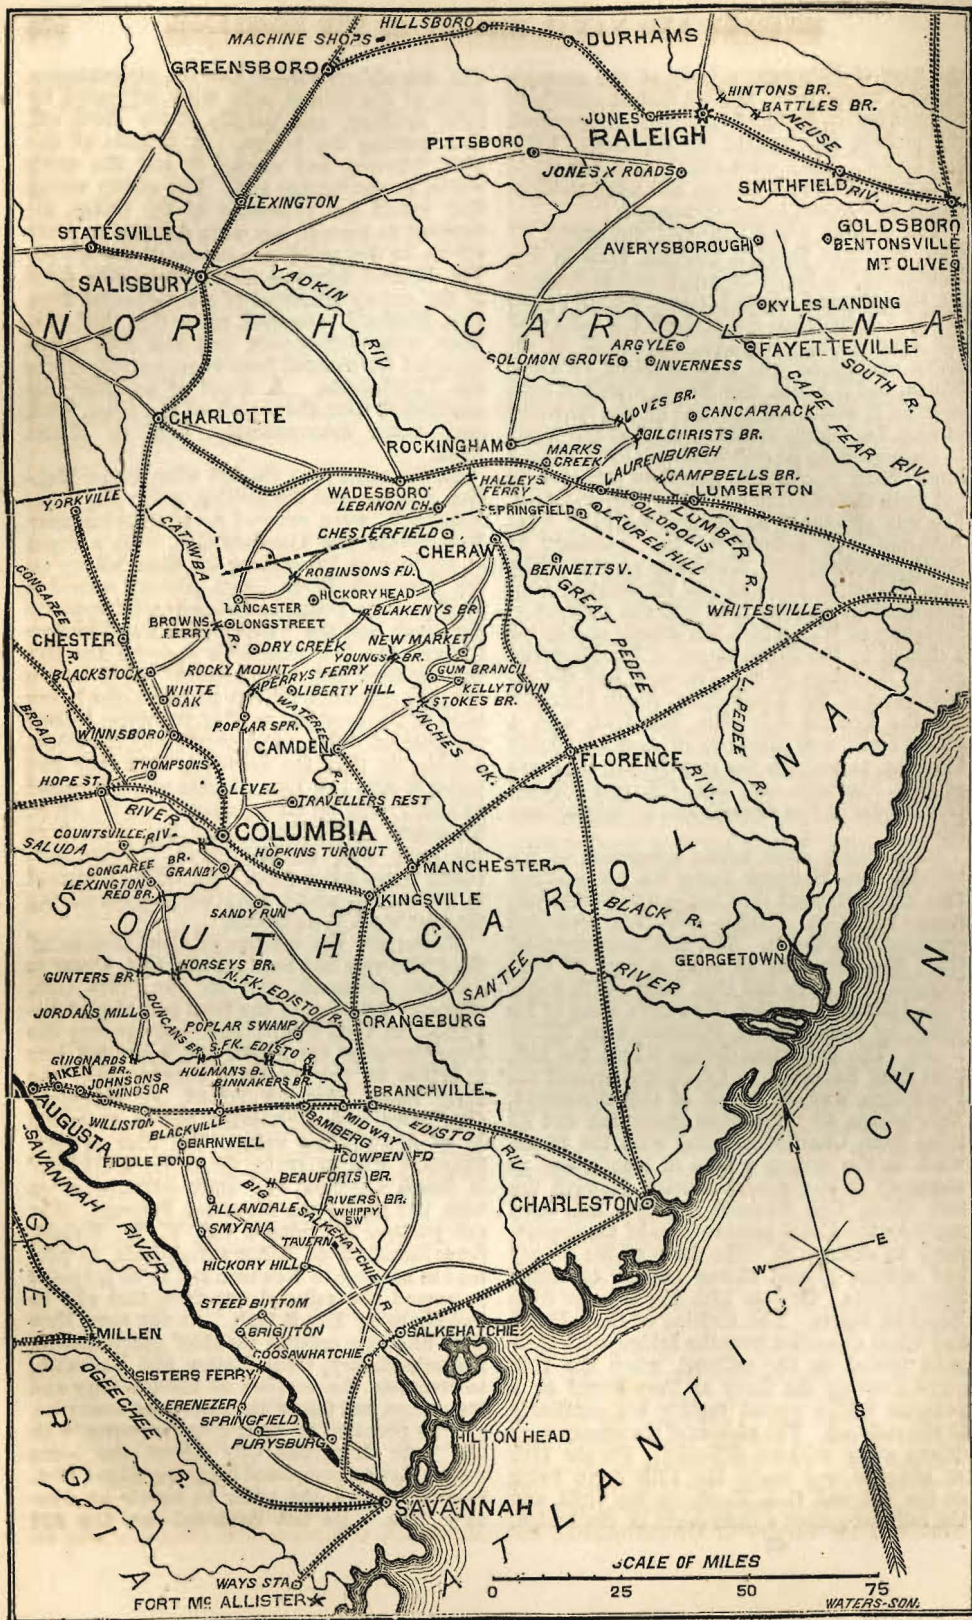 HILLSBORO
MACHINE SHOPS
DURHAMS
GREENSBORO
HINTONS BR.
BATTLES BR.
NEUSE
RIV.
JONES
RALEIGH
PITTSBORO
JONES X ROADS
SMITHFIELD
LEXINGTON
GOLDSBORO
STATESVILLE
AVERYSBOROUGH
BENTONSVILLE
MT OLIVE
SALISBURY
YADKIN
RIV
KYLES LANDING
NORTH CAROLINA
ARGYLE
FAYETTEVILLE
SOLOMON GROVE
INVERNESS
SOUTH R.
CAPE FEAR RIV.
LOVES BR.
CANCARRACK
CHARLOTTE
GILCHRISTS BR.
ROCKINGHAM
MARKS CREEK
LAURENBURGH
CAMPBELLS BR.
HALLEYS FERRY
WADESBORO'
LUMBERTON
YORKVILLE
LEBANON CH.
SPRINGFIELD
OILOPOLIS
LUMBER R.
LAUREL HILL
CATAWBA
R.
CHESTERFIELD
CHERAW
BENNETTSV.
ROBINSONS FD.
CONGAREE
R.
HICKORY HEAD
GREAT PEDEE
RIV.
LANCASTER
BLAKENYS BR
WHITESVILLE
BROWNS FERRY
LONGSTREET
CHESTER
DRY CREEK
NEW MARKET
YOUNGS BR.
BLACKSTOCK
ROCKY MOUNT
PERRYS FERRY
GUM BRANCH
KELLYTOWN
WHITE OAK
LIBERTY HILL
STOKES BR.
L. PEDEE R.
BROAD
RIVER
POPLAR SPR.
WATEREE
R.
LYNCHES CK.
WINNSBORO
CAMDEN
FLORENCE
THOMPSONS
HOPE ST.
LEVEL
TRAVELLERS REST
COLUMBIA
COUNTSVILLE
SALUDA
RIV.
HOPKINS TURNOUT
CONGAREE
BR.
GRANBY
MANCHESTER
LEXINGTON
RED BR.
KINGSVILLE
SANDY RUN
BLACK R.
SOUTH CAROLINA
GEORGETOWN
GUNTERS BR.
HORSEYS BR.
N. FK. EDISTO R.
SANTEE RIVER
JORDANS MILL
DUNCANS BR
POPLAR SWAMP
ORANGEBURG
GUIGNARDS BR.
S. FK. EDISTO R.
HOLMANS B.
BINNAKERS BR.
AIKEN
JOHNSONS
WINDSOR
BRANCHVILLE
AUGUSTA
WILLISTON
BLACKVILLE
BAMBERG
MIDWAY
EDISTO
RIV
BARNWELL
COWPEN FD
FIDDLE POND
BEAUFORTS BR.
SAVANNAH RIVER
ALLANDALE
BIG SALKEHATCHIE R
RIVERS BR.
WHIPPY SW
CHARLESTON
SMYRNA
TAVERN
HICKORY HILL
N
E
W
S
STEEP BOTTOM
BRIGHTON
SALKEHATCHIE
COOSAWHATCHIE
MILLEN
SISTERS FERRY
OGEECHEE R.
EBENEZER
SPRINGFIELD
PURYSBURG
HILTON HEAD
GEORGIA
SAVANNAH
ATLANTIC OCEAN
WAYS STA
FORT Mc ALLISTER
SCALE OF MILES
0 25 50 75
WATERS-SON.